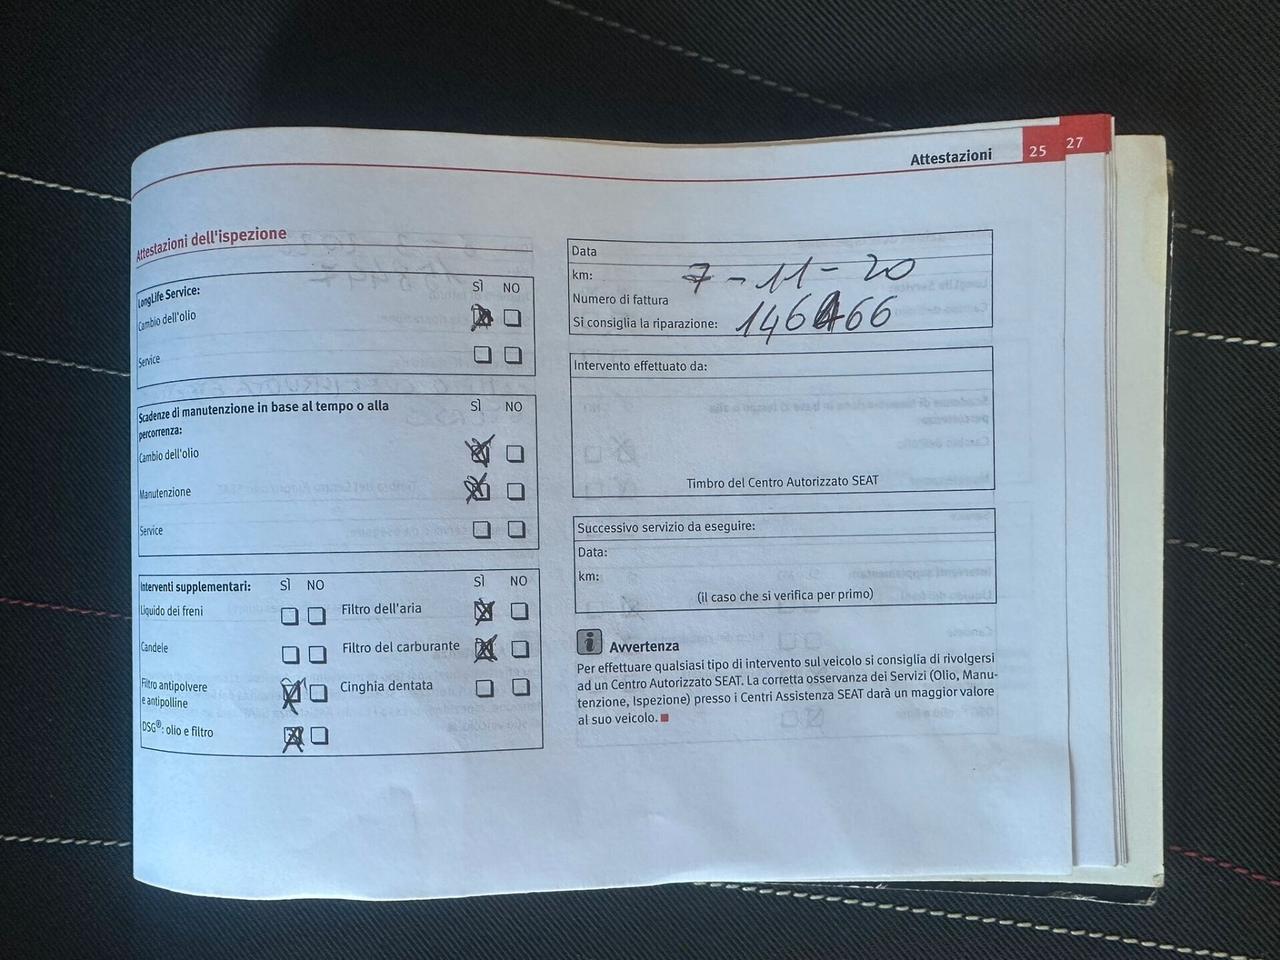 Attestazioni 25 27
Attestazioni dell'ispezione
LongLife Service: SÌ NO
Cambio dell'olio
Service
Scadenze di manutenzione in base al tempo o alla SÌ NO
percorrenza:
Cambio dell'olio
Manutenzione
Service
Interventi supplementari: SÌ NO SÌ NO
Liquido dei freni Filtro dell'aria
Candele Filtro del carburante
Filtro antipolvere Cinghia dentata
e antipolline
DSG®: olio e filtro
Data
km: 7-11-20
Numero di fattura
Si consiglia la riparazione:
Intervento effettuato da:
Timbro del Centro Autorizzato SEAT
Successivo servizio da eseguire:
Data:
km:
(il caso che si verifica per primo)
Avvertenza
Per effettuare qualsiasi tipo di intervento sul veicolo si consiglia di rivolgersi
ad un Centro Autorizzato SEAT. La corretta osservanza dei Servizi (Olio, Manu-
tenzione, Ispezione) presso i Centri Assistenza SEAT darà un maggior valore
al suo veicolo.